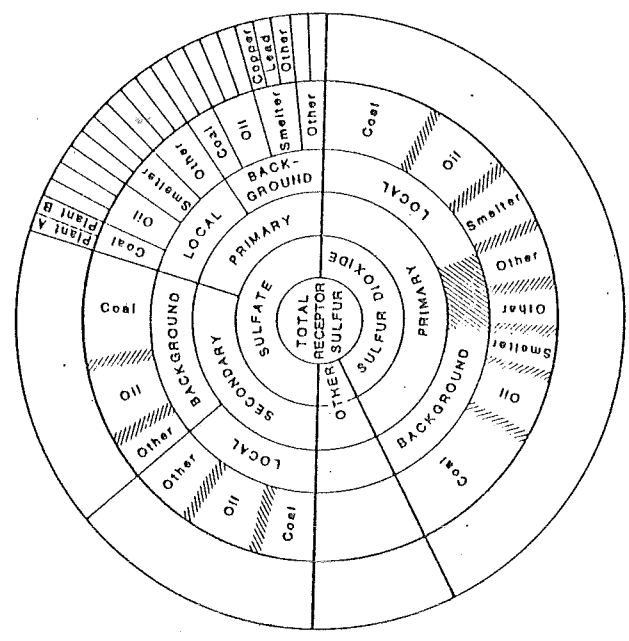 TOTAL
RECEPTOR
SULFUR
SULFUR DIOXIDE
OTHER
SULFATE
PRIMARY
LOCAL
BACKGROUND
PRIMARY
SECONDARY
BACK-
GROUND
LOCAL
BACKGROUND
LOCAL
Coal
Oil
Smelter
Other
Other
Smelter
Oil
Coal
Coal
Oil
Other
Other
Oil
Coal
Coal
Oil
Smelter
Other
Coal
Oil
Smelter
Other
Plant A
Plant B
Copper
Lead
Other